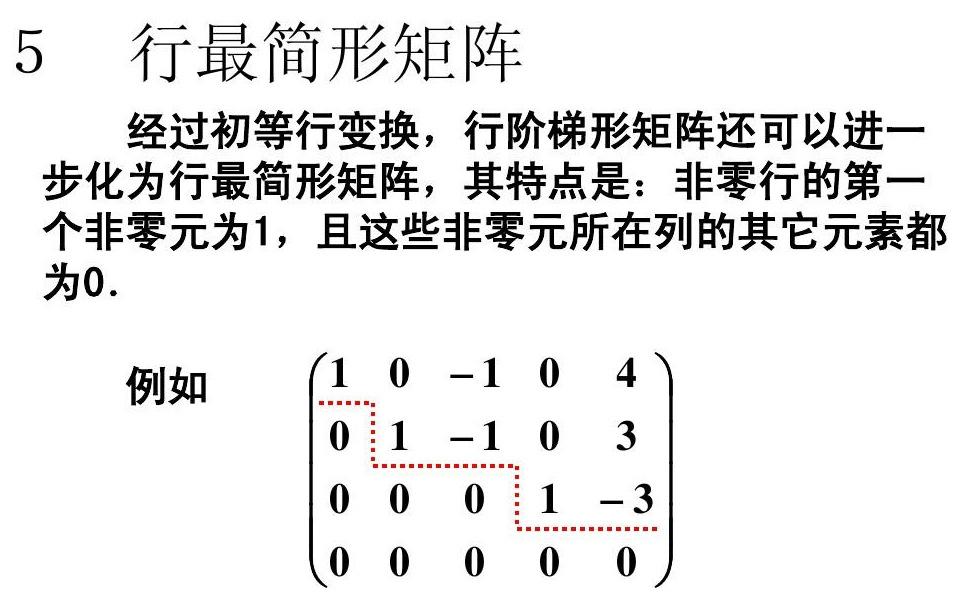 5 行最简形矩阵
经过初等行变换，行阶梯形矩阵还可以进一
步化为行最简形矩阵，其特点是：非零行的第一
个非零元为1，且这些非零元所在列的其它元素都
为0．
例如
1 0 －1 0 4
0 1 －1 0 3
0 0 0 1 －3
0 0 0 0 0